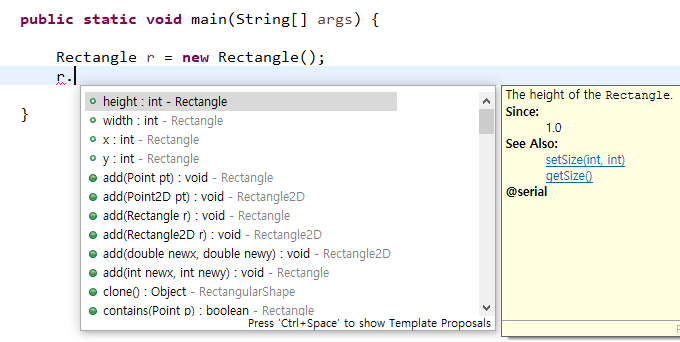 public static void main(String[] args) {
Rectangle r = new Rectangle();
r.
}
height : int - Rectangle
width : int - Rectangle
x : int - Rectangle
y : int - Rectangle
add(Point pt) : void - Rectangle
add(Point2D pt) : void - Rectangle2D
add(Rectangle r) : void - Rectangle
add(Rectangle2D r) : void - Rectangle2D
add(double newx, double newy) : void - Rectangle2D
add(int newx, int newy) : void - Rectangle
clone() : Object - RectangularShape
contains(Point p) : boolean - Rectangle
Press 'Ctrl+Space' to show Template Proposals
The height of the Rectangle.
Since:
1.0
See Also:
setSize(int, int)
getSize()
@serial